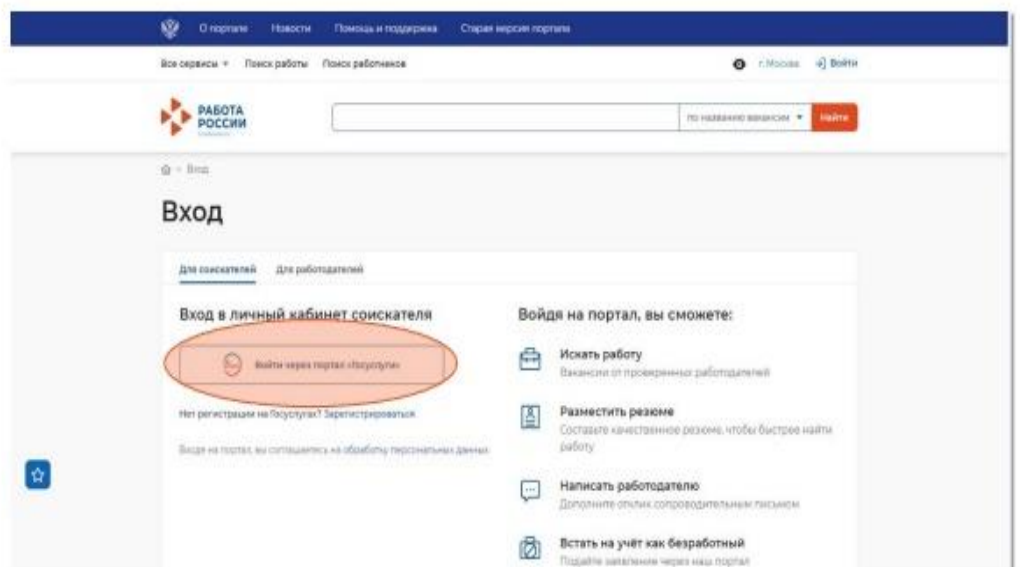 О портале Новости Помощь и поддержка Старая версия портала
Все сервисы Поиск работы Поиск работников г.Москва Войти
РАБОТА
РОССИИ
по названию вакансии Найти
Вход
Вход
Для соискателей Для работодателей
Вход в личный кабинет соискателя
Войти через портал «Госуслуги»
Нет регистрации на Госуслугах? Зарегистрироваться
Входя на портал, вы соглашаетесь на обработку персональных данных
Войдя на портал, вы сможете:
Искать работу
Вакансии от проверенных работодателей
Разместить резюме
Составьте качественное резюме, чтобы быстрее найти
работу
Написать работодателю
Дополните отклик сопроводительным письмом
Встать на учёт как безработный
Подайте заявление через наш портал